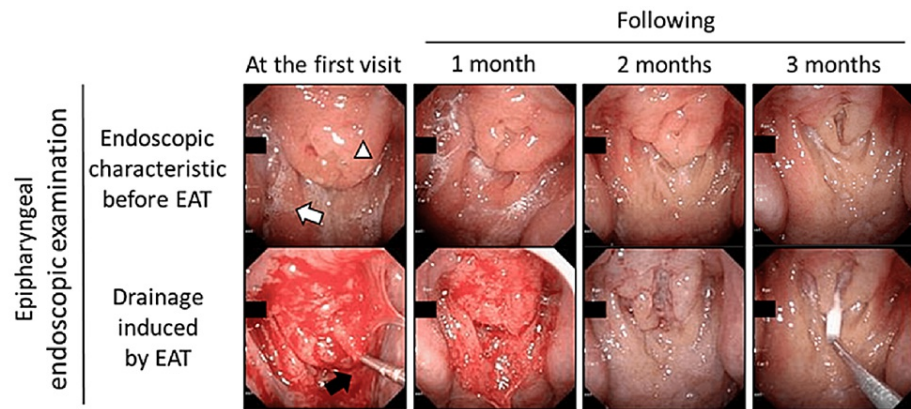 Following
At the first visit
1 month
2 months
3 months
Epipharyngeal
endoscopic examination
Endoscopic
characteristic
before EAT
Drainage
induced
by EAT